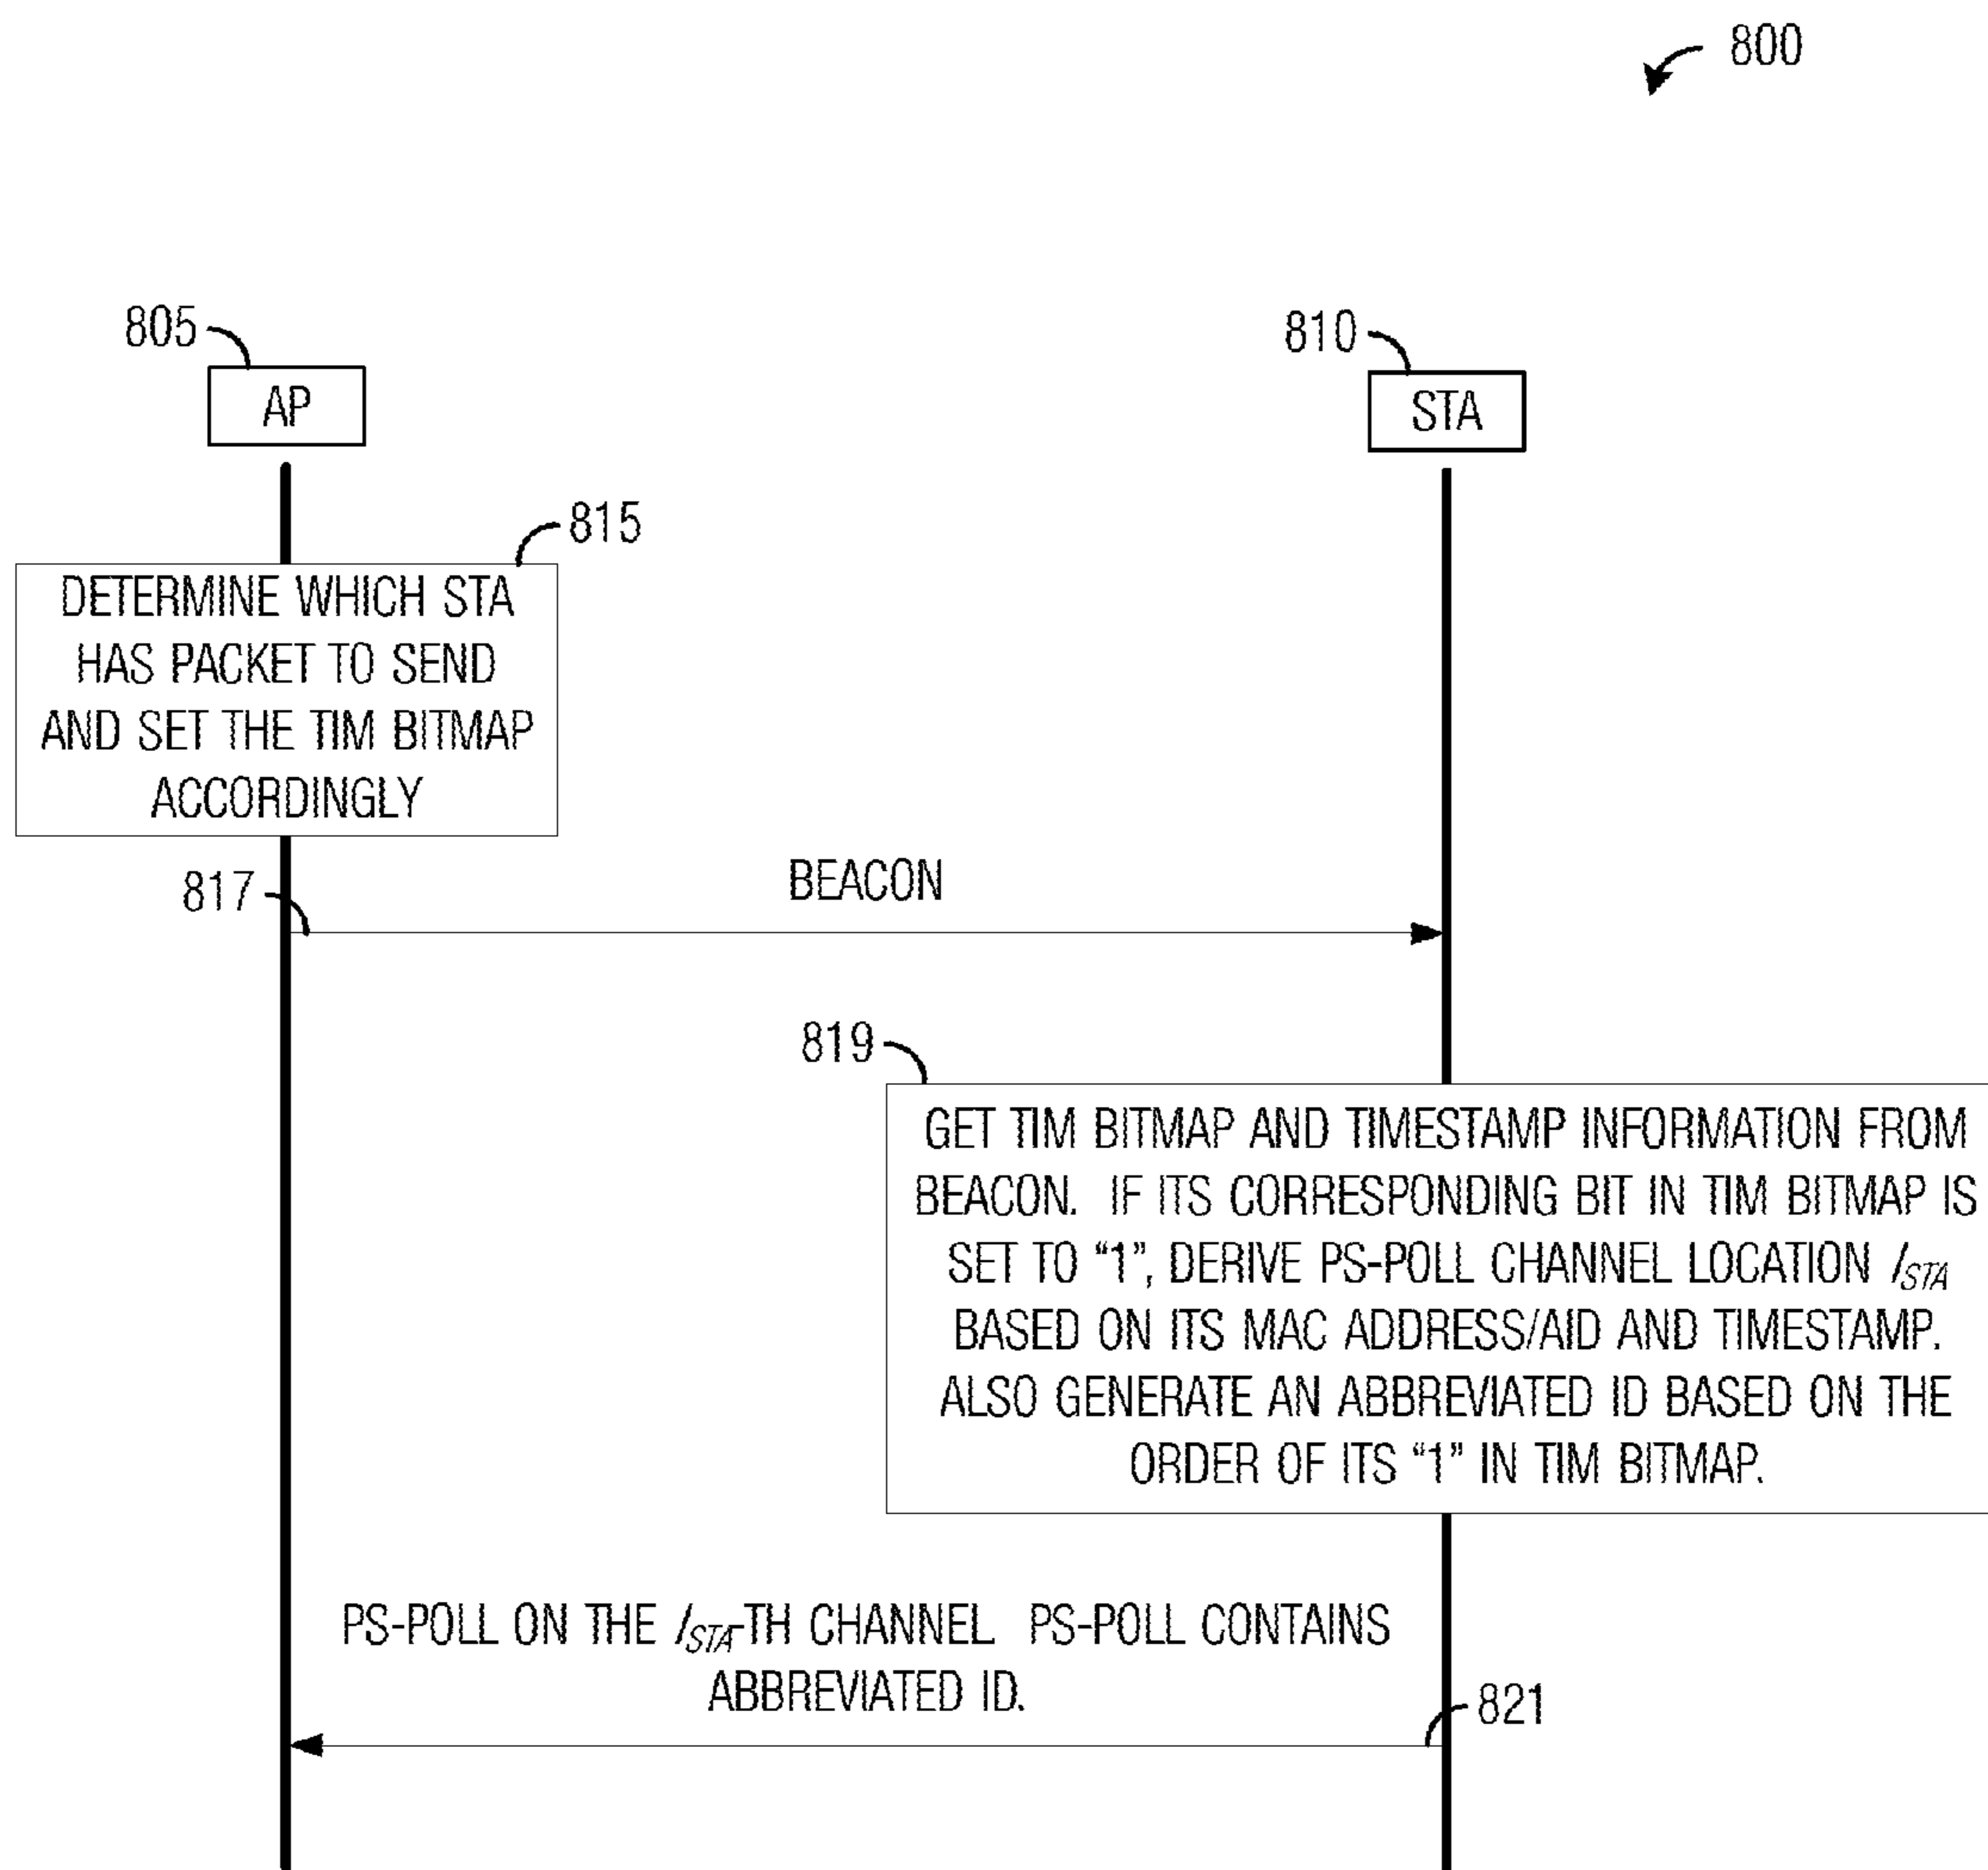 800
805
810
AP
STA
815
DETERMINE WHICH STA
HAS PACKET TO SEND
AND SET THE TIM BITMAP
ACCORDINGLY
817
BEACON
819
GET TIM BITMAP AND TIMESTAMP INFORMATION FROM
BEACON. IF ITS CORRESPONDING BIT IN TIM BITMAP IS
SET TO “1”, DERIVE PS-POLL CHANNEL LOCATION lSTA
BASED ON ITS MAC ADDRESS/AID AND TIMESTAMP.
ALSO GENERATE AN ABBREVIATED ID BASED ON THE
ORDER OF ITS “1” IN TIM BITMAP.
PS-POLL ON THE lSTA-TH CHANNEL PS-POLL CONTAINS
ABBREVIATED ID.
821